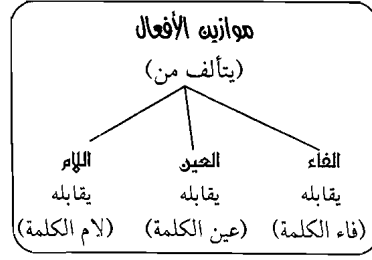 موازين الأفعال
(يتألف من)
الفاء العين اللام
يقابله يقابله يقابله
(فاء الكلمة) (عين الكلمة) (لام الكلمة)